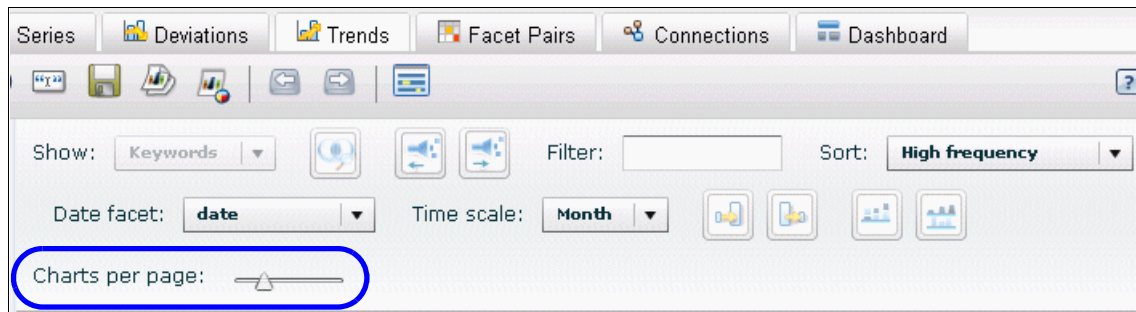 Series Deviations Trends Facet Pairs Connections Dashboard
"I" ?
Show: Keywords Filter: Sort: High frequency
Date facet: date Time scale: Month
Charts per page: